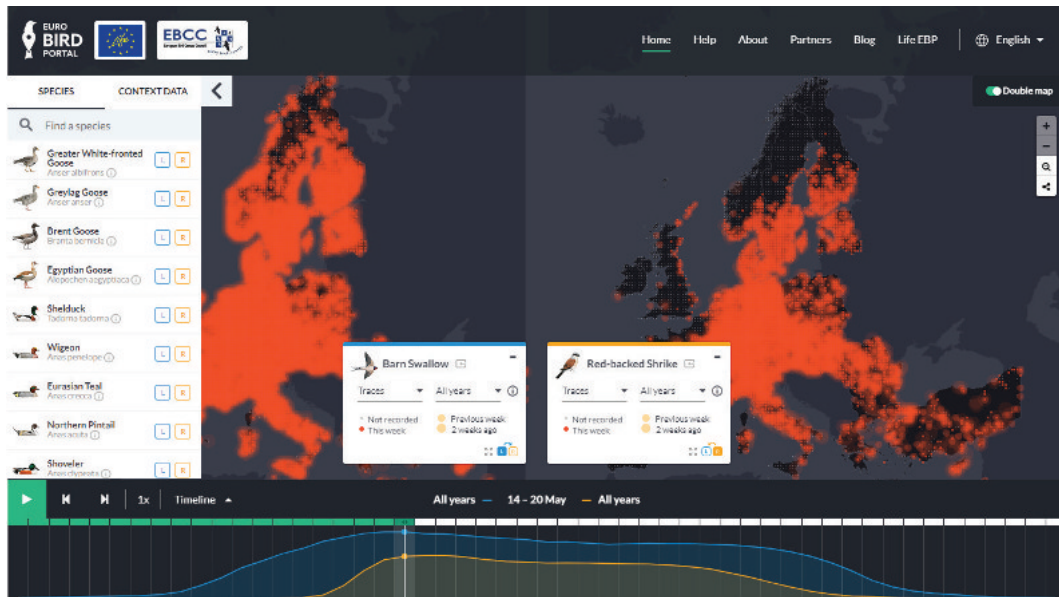 EURO
BIRD
PORTAL
EBCC
Home Help About Partners Blog Life EBP English
SPECIES CONTEXT DATA
Double map
Find a species
Greater White-fronted
Goose
Anser albifrons
L R
Greylag Goose
Anser anser
L R
Brent Goose
Branta bernicla
L R
Egyptian Goose
Alopochen aegyptiaca
L R
Shelduck
Tadorna tadorna
L R
Wigeon
Anas penelope
L R
Eurasian Teal
Anas crecca
L R
Northern Pintail
Anas acuta
L R
Shoveler
Anas clypeata
L R
Barn Swallow
Traces All years
Not recorded Previous week
This week 2 weeks ago
L R
Red-backed Shrike
Traces All years
Not recorded Previous week
This week 2 weeks ago
L R
1x Timeline All years 14 – 20 May All years